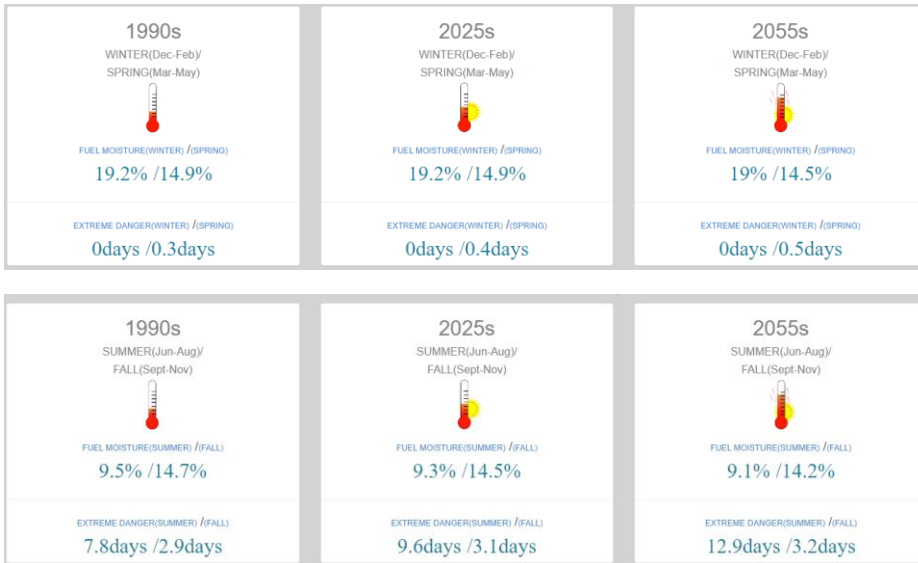 1990s
WINTER(Dec-Feb)/
SPRING(Mar-May)
FUEL MOISTURE(WINTER) /(SPRING)
19.2% /14.9%
EXTREME DANGER(WINTER) /(SPRING)
0days /0.3days
2025s
WINTER(Dec-Feb)/
SPRING(Mar-May)
FUEL MOISTURE(WINTER) /(SPRING)
19.2% /14.9%
EXTREME DANGER(WINTER) /(SPRING)
0days /0.4days
2055s
WINTER(Dec-Feb)/
SPRING(Mar-May)
FUEL MOISTURE(WINTER) /(SPRING)
19% /14.5%
EXTREME DANGER(WINTER) /(SPRING)
0days /0.5days
1990s
SUMMER(Jun-Aug)/
FALL(Sept-Nov)
FUEL MOISTURE(SUMMER) /(FALL)
9.5% /14.7%
EXTREME DANGER(SUMMER) /(FALL)
7.8days /2.9days
2025s
SUMMER(Jun-Aug)/
FALL(Sept-Nov)
FUEL MOISTURE(SUMMER) /(FALL)
9.3% /14.5%
EXTREME DANGER(SUMMER) /(FALL)
9.6days /3.1days
2055s
SUMMER(Jun-Aug)/
FALL(Sept-Nov)
FUEL MOISTURE(SUMMER) /(FALL)
9.1% /14.2%
EXTREME DANGER(SUMMER) /(FALL)
12.9days /3.2days